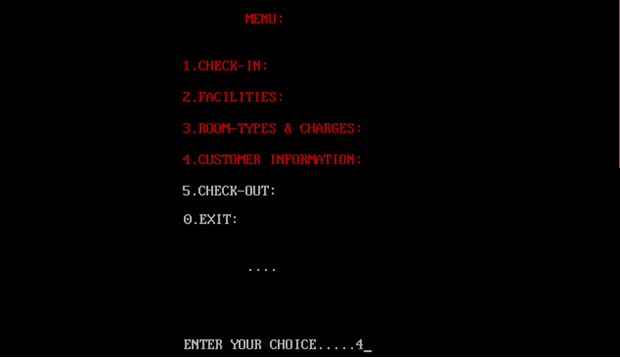 MENU:
1.CHECK-IN:
2.FACILITIES:
3.ROOM-TYPES & CHARGES:
4.CUSTOMER INFORMATION:
5.CHECK-OUT:
0.EXIT:
....
ENTER YOUR CHOICE.....4_